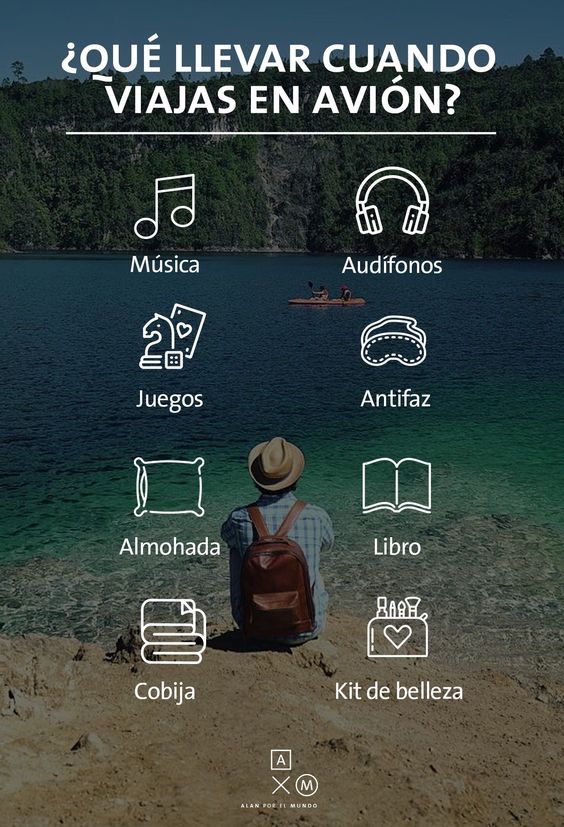 ¿QUÉ LLEVAR CUANDO
VIAJAS EN AVIÓN?
Música
Audífonos
Juegos
Antifaz
Almohada
Libro
Cobija
Kit de belleza
A
M
ALAN POR EL MUNDO